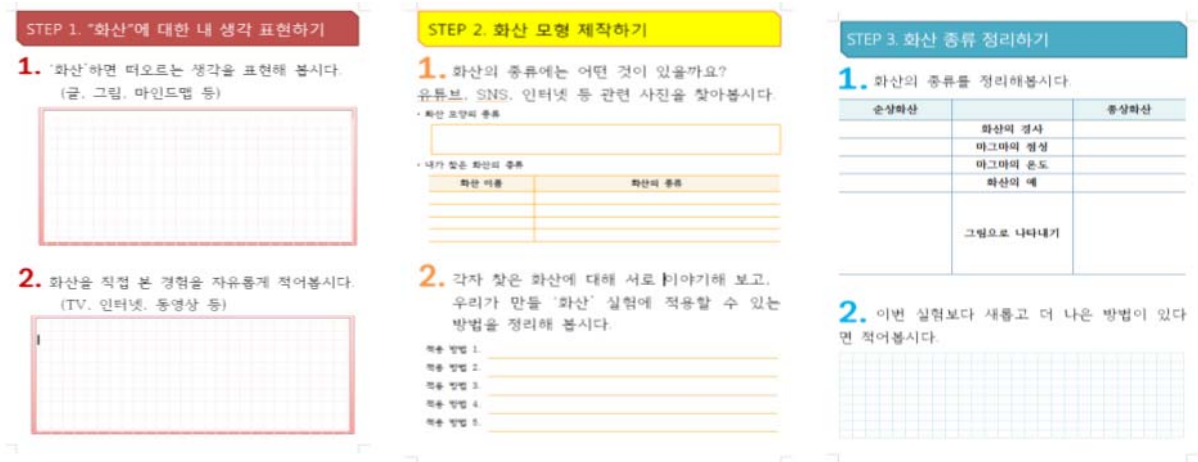 STEP 1. "화산"에 대한 내 생각 표현하기
1. '화산'하면 떠오르는 생각을 표현해 봅시다.
(글, 그림, 마인드맵 등)
2. 화산을 직접 본 경험을 자유롭게 적어봅시다.
(TV, 인터넷, 동영상 등)
STEP 2. 화산 모형 제작하기
1. 화산의 종류에는 어떤 것이 있을까요?
유튜브, SNS, 인터넷 등 관련 사진을 찾아봅시다.
· 화산 모양의 종류
· 내가 찾은 화산의 종류
화산 이름 화산의 종류
2. 각자 찾은 화산에 대해 서로 이야기해 보고,
우리가 만들 '화산' 실험에 적용할 수 있는
방법을 정리해 봅시다.
적용 방법 1.
적용 방법 2.
적용 방법 3.
적용 방법 4.
적용 방법 5.
STEP 3. 화산 종류 정리하기
1. 화산의 종류를 정리해봅시다.
순상화산 종상화산
화산의 경사
마그마의 점성
마그마의 온도
화산의 예
그림으로 나타내기
2. 이번 실험보다 새롭고 더 나은 방법이 있다
면 적어봅시다.